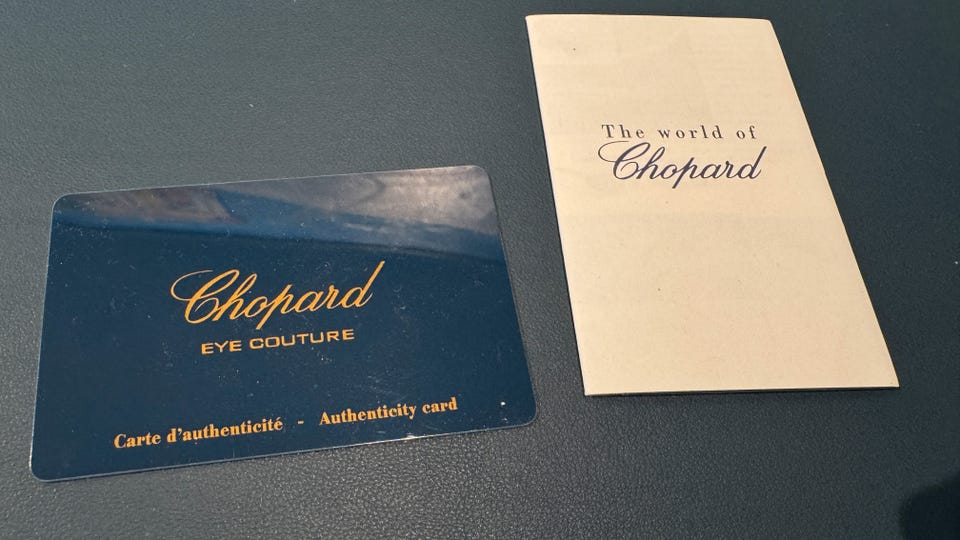 Chopard
EYE COUTURE
Carte d'authenticité - Authenticity card
The world of
Chopard